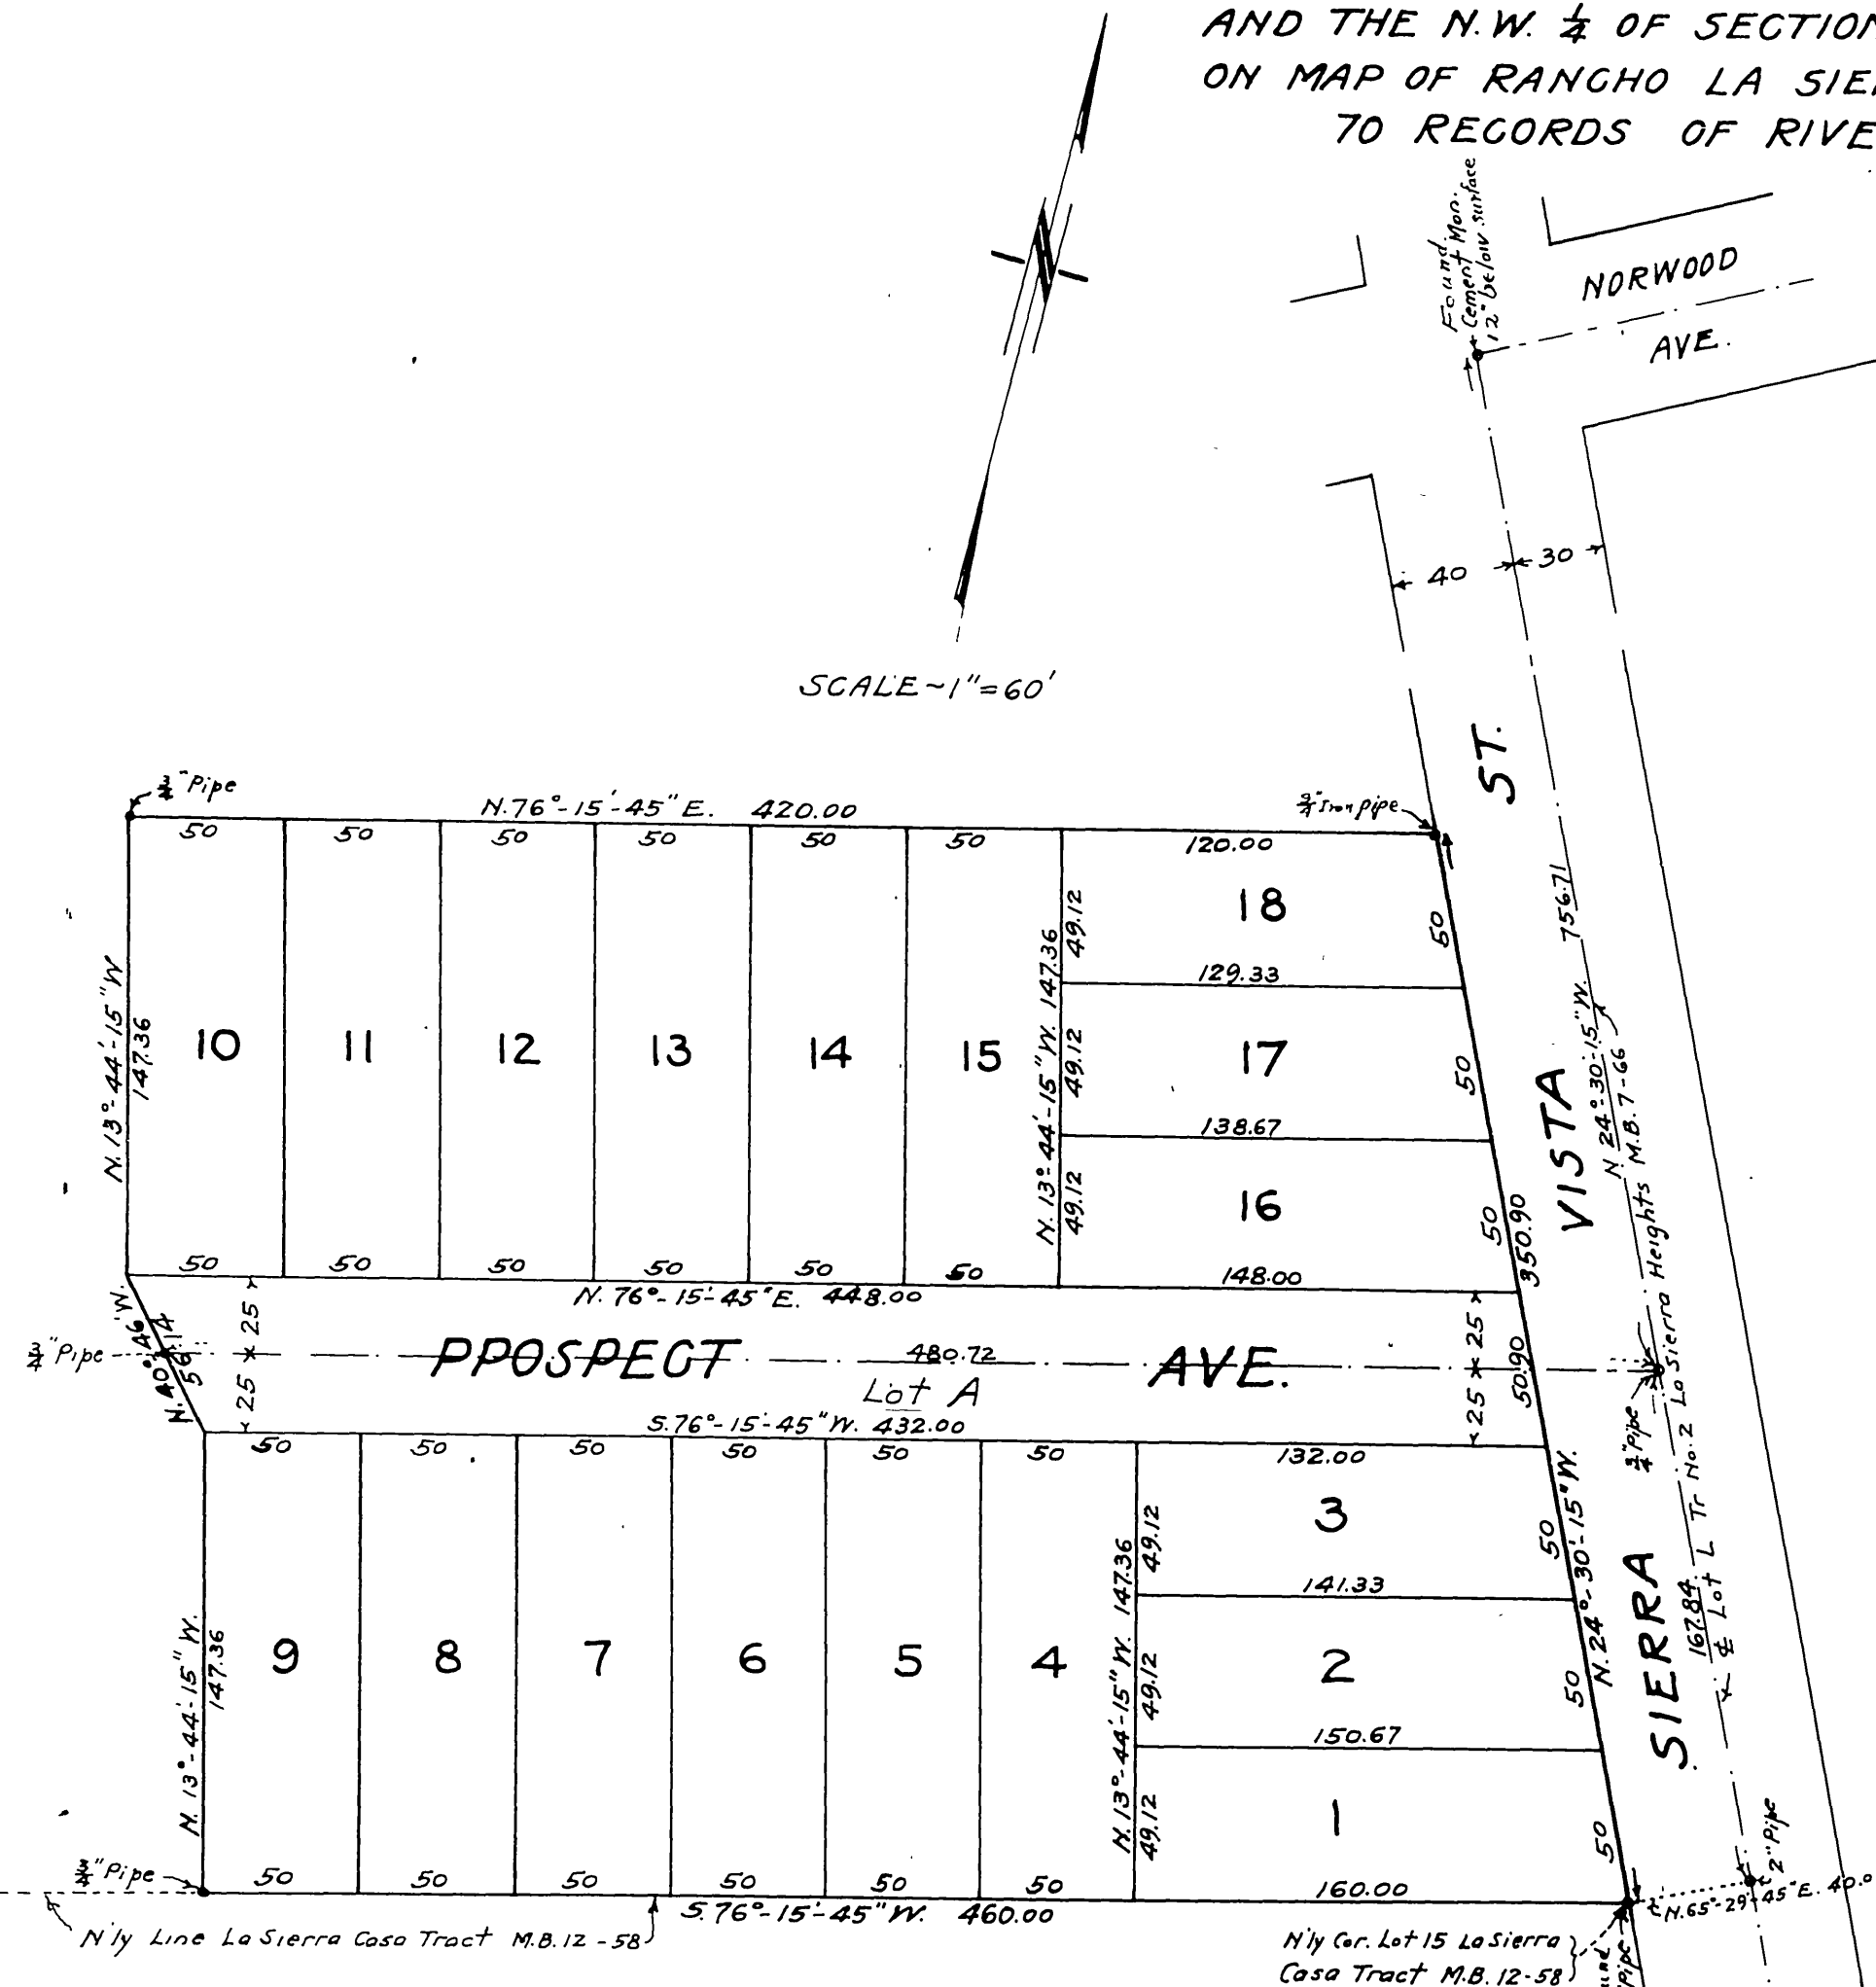 AND THE N.W. 1/4 OF SECTION
ON MAP OF RANCHO LA SIE
70 RECORDS OF RIVE
Found
Cement Mon.
12" below surface
NORWOOD
AVE.
N
40
30
SCALE~1"=60'
ST.
3/4" Pipe
N.76°-15'-45"E. 420.00
3/4" Iron pipe
50 50 50 50 50 50 120.00
18
49.12
50
129.33
N. 13°-44'-15"W
147.36
10 11 12 13 14 15
N. 13°-44'-15"W. 147.36
49.12
17
50
138.67
49.12
16
50
350.90
VISTA
N 24°30'-15"W. 756.71
50 50 50 50 50 50 148.00
N. 76°-15'-45"E. 448.00
N.40°46'W.
56.14
3/4" Pipe
25 x 25
PPOSPECT AVE.
480.72
Lot A
25 x 25
50.90
3/4" Pipe
S.76°-15'-45"W. 432.00
50 50 50 50 50 50 132.00
3
49.12
50
141.33
N. 13°-44'-15"W.
147.36
9 8 7 6 5 4
N.13°-44'-15"W. 147.36
49.12
2
50
N.24°-30'-15"W.
150.67
49.12
1
50
SIERRA
167.84
℄ Lot L Tr No. 2 La Sierra Heights M.B. 7-66
2" Pipe
3/4" Pipe
50 50 50 50 50 50 160.00
S.76°-15'-45"W. 460.00
N.65°-29'-45"E. 40.0
N'ly Line La Sierra Casa Tract M.B. 12-58
N'ly Cor. Lot 15 La Sierra
Casa Tract M.B. 12-58
Pipe